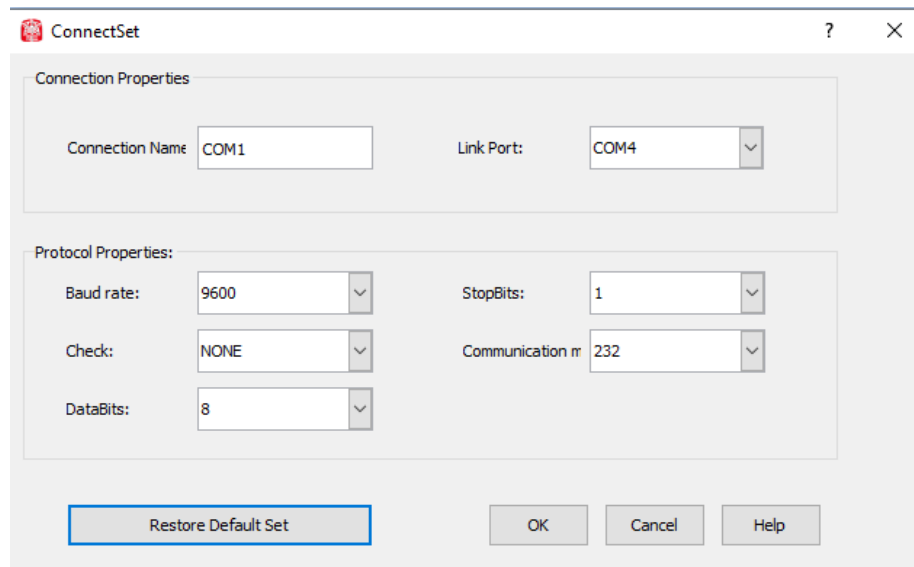 ConnectSet ?
Connection Properties
Connection Name COM1 Link Port: COM4
Protocol Properties:
Baud rate: 9600 StopBits: 1
Check: NONE Communication m 232
DataBits: 8
Restore Default Set OK Cancel Help